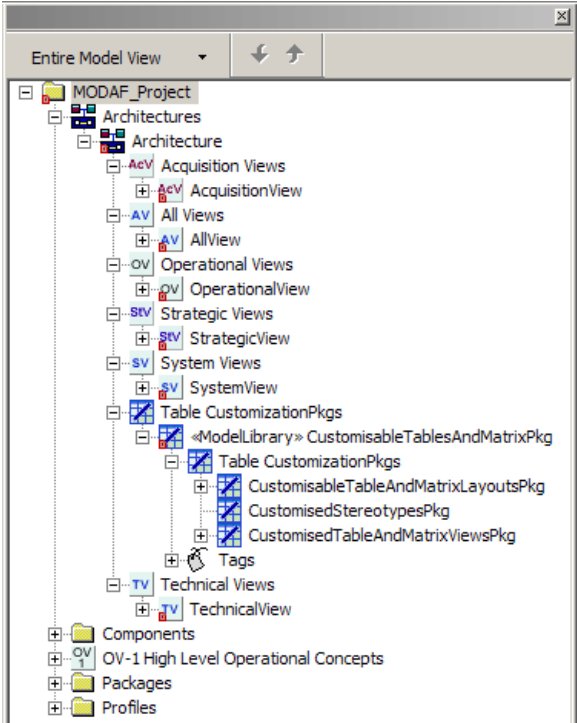 Entire Model View
MODAF_Project
Architectures
Architecture
AcV Acquisition Views
AcV AcquisitionView
AV All Views
AV AllView
OV Operational Views
OV OperationalView
StV Strategic Views
StV StrategicView
SV System Views
SV SystemView
Table CustomizationPkgs
«ModelLibrary» CustomisableTablesAndMatrixPkg
Table CustomizationPkgs
CustomisableTableAndMatrixLayoutsPkg
CustomisedStereotypesPkg
CustomisedTableAndMatrixViewsPkg
Tags
TV Technical Views
TV TechnicalView
Components
OV 1 OV-1 High Level Operational Concepts
Packages
Profiles